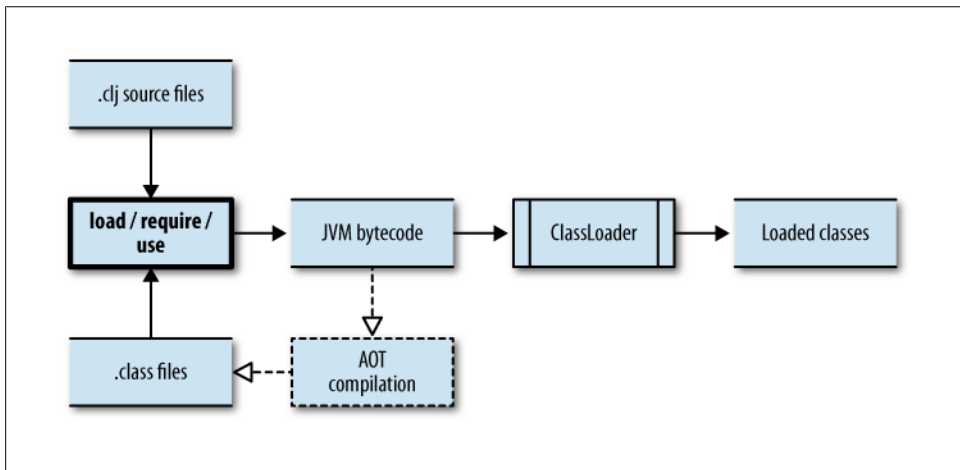 .clj source files
load / require /
use
JVM bytecode
ClassLoader
Loaded classes
.class files
AOT
compilation